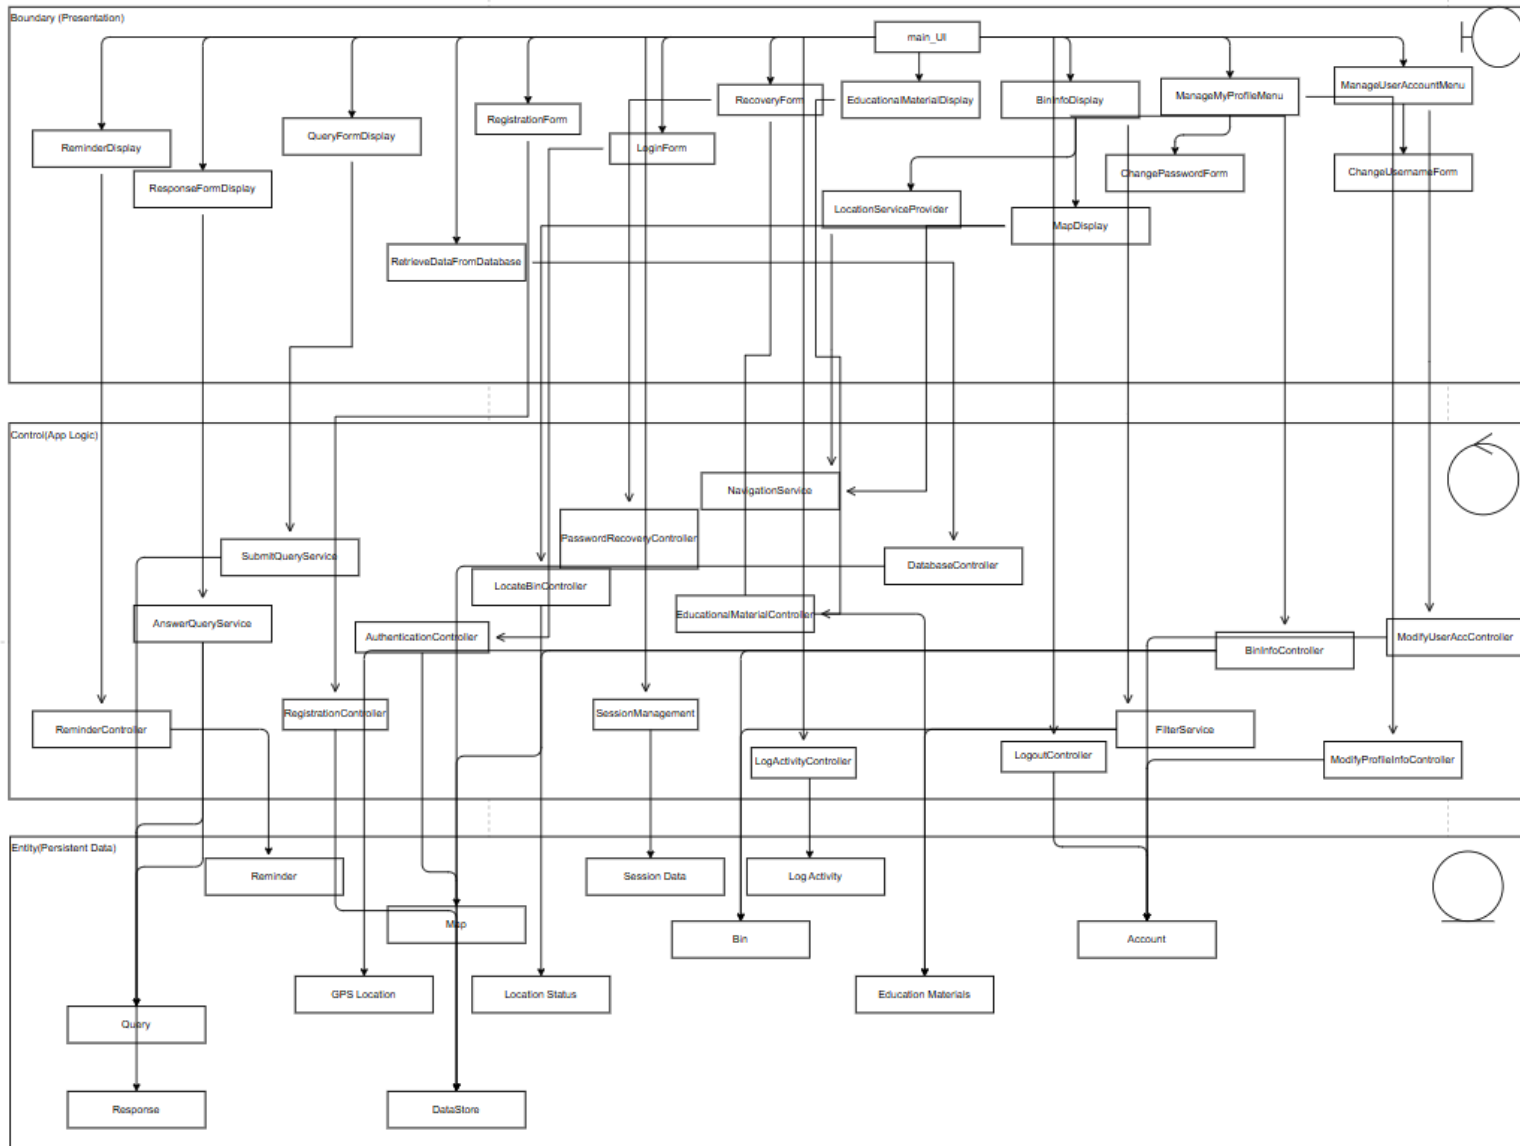 Boundary (Presentation)
main_UI
RecoveryForm
EducationalMaterialDisplay
BinInfoDisplay
ManageMyProfileMenu
ManageUserAccountMenu
RegistrationForm
QueryFormDisplay
ReminderDisplay
LoginForm
ChangePasswordForm
ChangeUsernameForm
ResponseFormDisplay
LocationServiceProvider
MapDisplay
RetrieveDataFromDatabase
Control(App Logic)
NavigationService
PasswordRecoveryController
SubmitQueryService
DatabaseController
LocateBinController
EducationalMaterialController
AnswerQueryService
AuthenticationController
ModifyUserAccController
BinInfoController
RegistrationController
SessionManagement
ReminderController
FilterService
LogActivityController
LogoutController
ModifyProfileInfoController
Entity(Persistent Data)
Reminder
Session Data
Log Activity
Map
Bin
Account
GPS Location
Location Status
Education Materials
Query
Response
DataStore